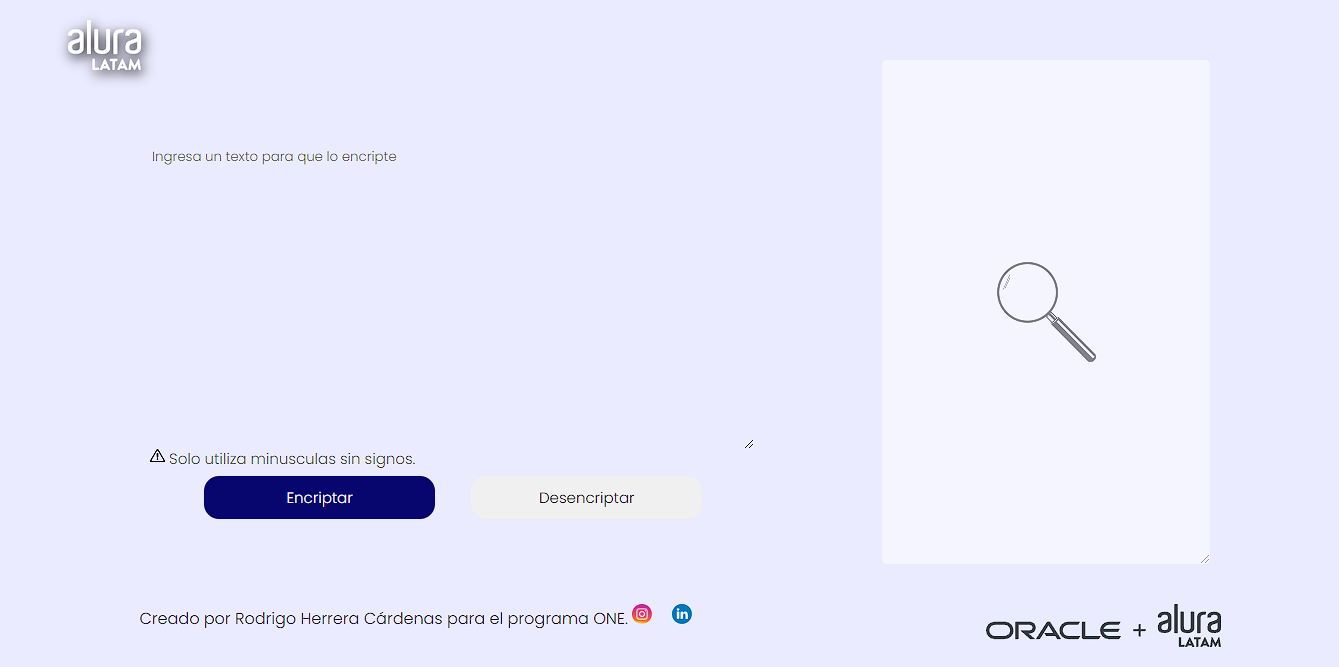 alura
LATAM
Ingresa un texto para que lo encripte
Solo utiliza minusculas sin signos.
Encriptar
Desencriptar
Creado por Rodrigo Herrera Cárdenas para el programa ONE.
in
ORACLE + alura
LATAM